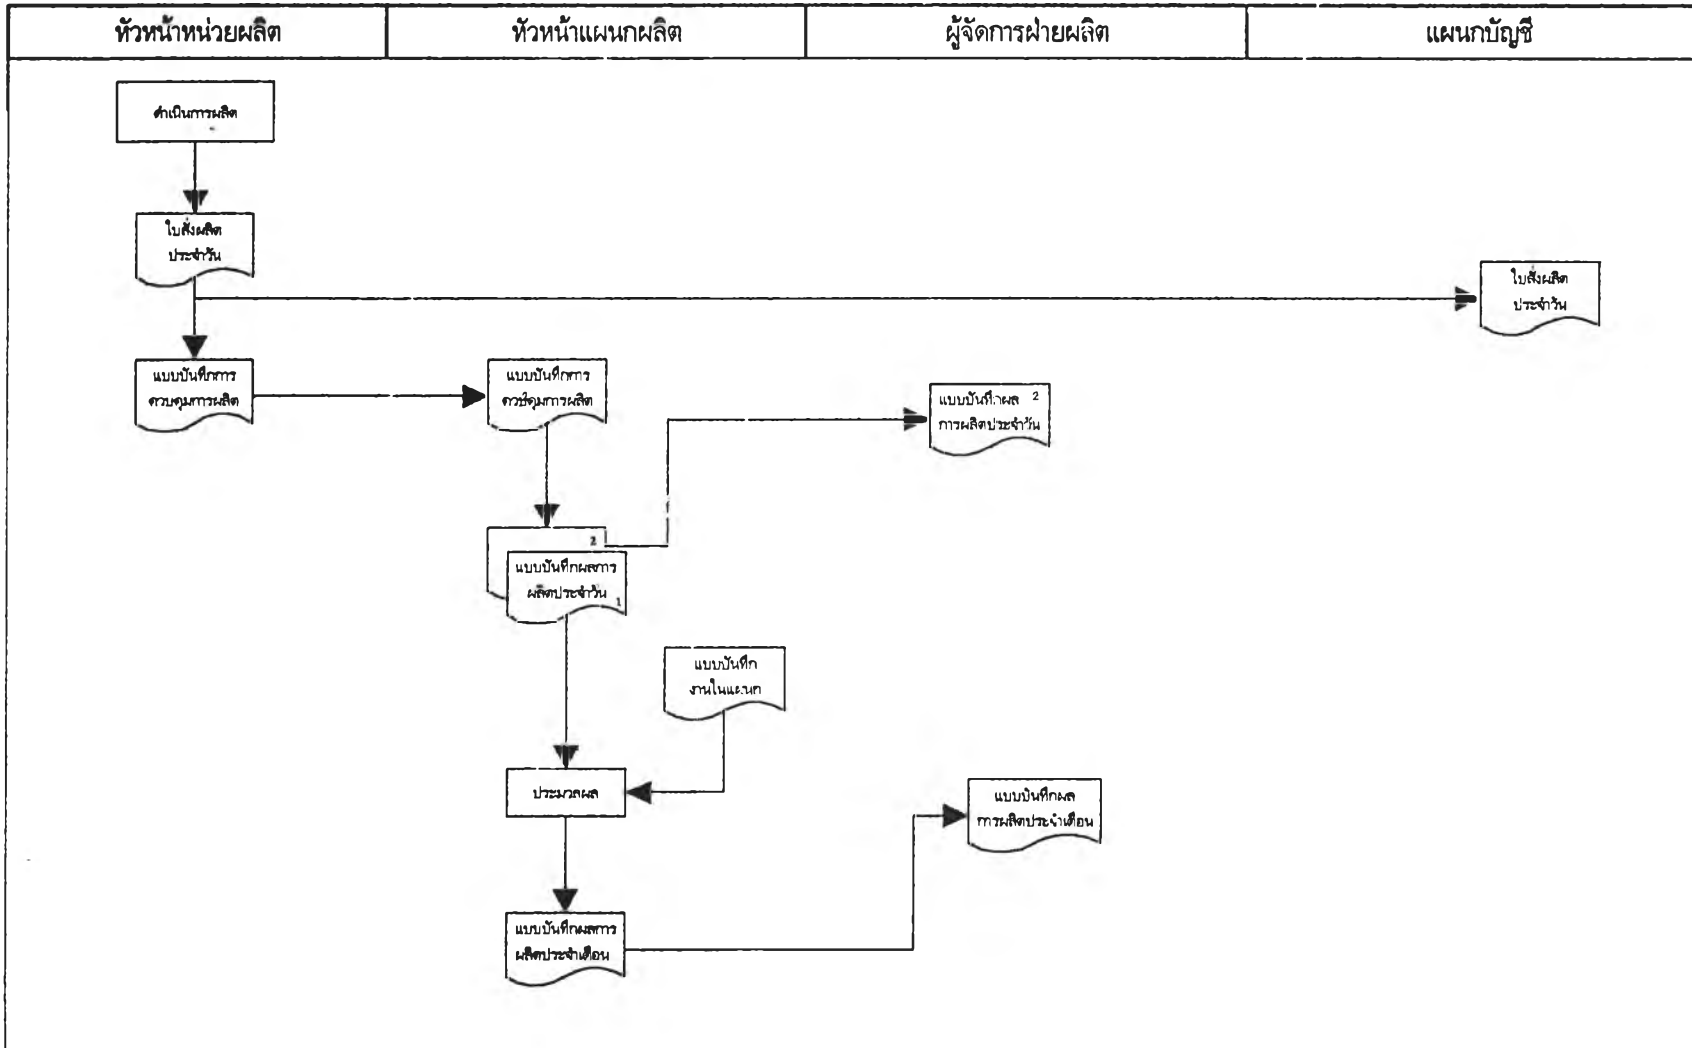 หัวหน้าหน่วยผลิต
หัวหน้าแผนกผลิต
ผู้จัดการฝ่ายผลิต
แผนกบัญชี
ดำเนินการผลิต
ใบสั่งผลิต
ประจำวัน
ใบสั่งผลิต
ประจำวัน
แบบบันทึกการ
ควบคุมการผลิต
แบบบันทึกการ
ควบคุมการผลิต
แบบบันทึกผล 2
การผลิตประจำวัน
2
แบบบันทึกผลการ
ผลิตประจำวัน 1
แบบบันทึก
งานในแผนก
ประมวลผล
แบบบันทึกผล
การผลิตประจำเดือน
แบบบันทึกผลการ
ผลิตประจำเดือน